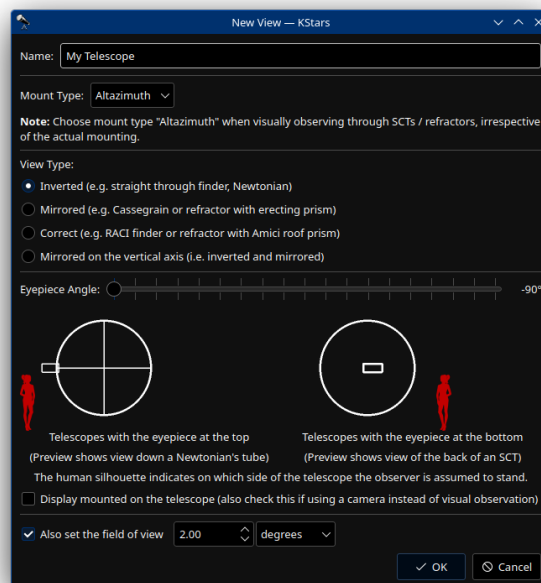 New View — KStars
Name: My Telescope
Mount Type: Altazimuth
Note: Choose mount type "Altazimuth" when visually observing through SCTs / refractors, irrespective
of the actual mounting.
View Type:
Inverted (e.g. straight through finder, Newtonian)
Mirrored (e.g. Cassegrain or refractor with erecting prism)
Correct (e.g. RACI finder or refractor with Amici roof prism)
Mirrored on the vertical axis (i.e. inverted and mirrored)
Eyepiece Angle: -90°
Telescopes with the eyepiece at the top
(Preview shows view down a Newtonian's tube)
Telescopes with the eyepiece at the bottom
(Preview shows view of the back of an SCT)
The human silhouette indicates on which side of the telescope the observer is assumed to stand.
Display mounted on the telescope (also check this if using a camera instead of visual observation)
Also set the field of view 2.00 degrees
OK Cancel